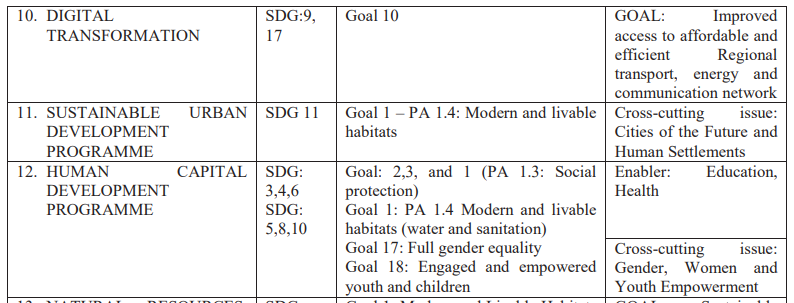 10. DIGITAL TRANSFORMATION
SDG:9, 17
Goal 10
GOAL: Improved
access to affordable and
efficient Regional
transport, energy and
communication network
11. SUSTAINABLE URBAN
DEVELOPMENT
PROGRAMME
SDG 11
Goal 1 – PA 1.4: Modern and livable
habitats
Cross-cutting issue:
Cities of the Future and
Human Settlements
12. HUMAN CAPITAL
DEVELOPMENT
PROGRAMME
SDG:
3,4,6
SDG:
5,8,10
Goal: 2,3, and 1 (PA 1.3: Social
protection)
Goal 1: PA 1.4 Modern and livable
habitats (water and sanitation)
Goal 17: Full gender equality
Goal 18: Engaged and empowered
youth and children
Enabler: Education,
Health
Cross-cutting issue:
Gender, Women and
Youth Empowerment